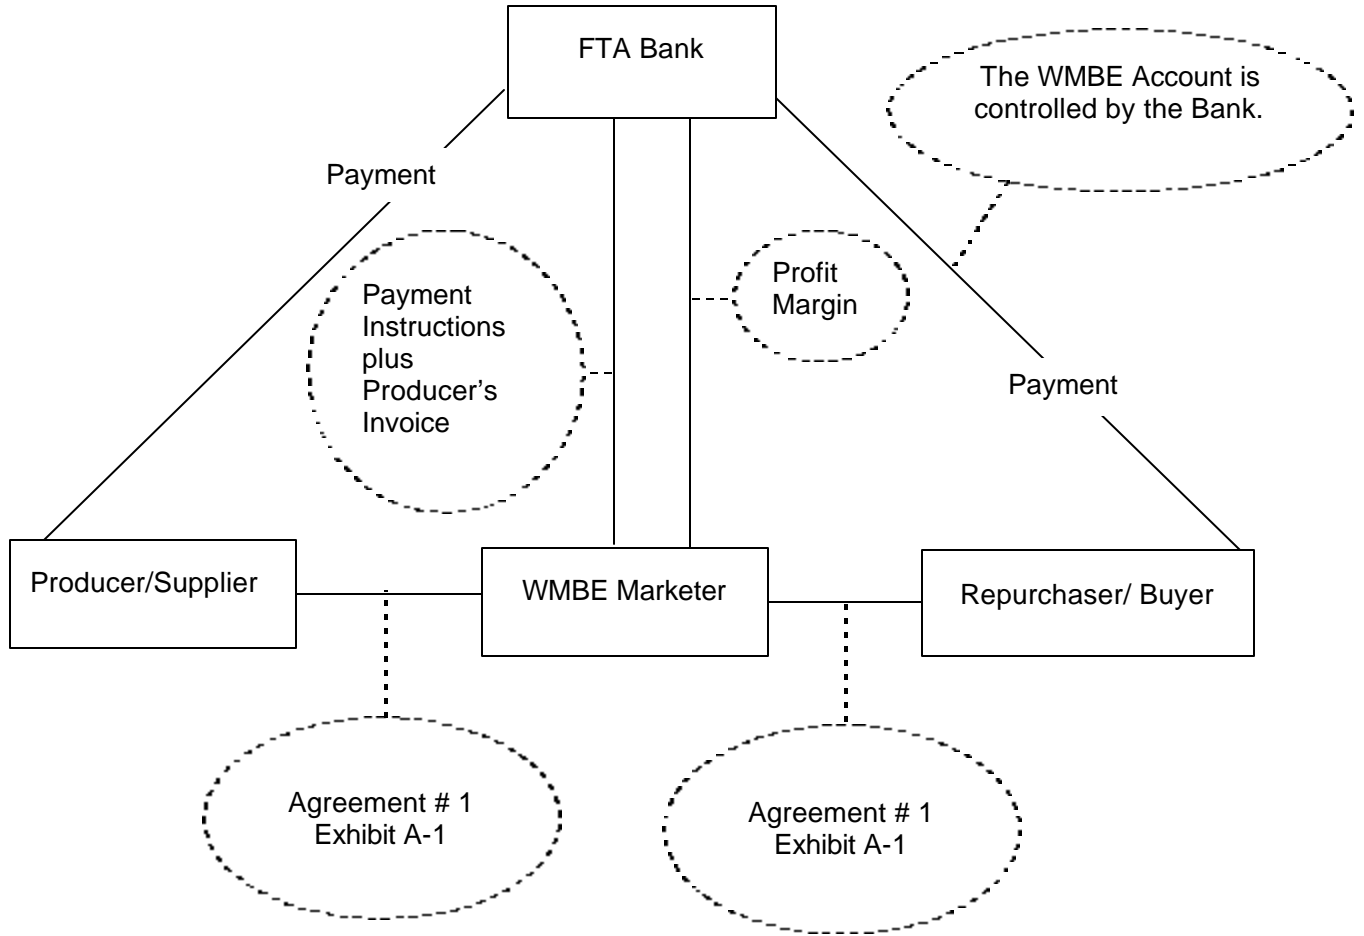 FTA Bank
The WMBE Account is
controlled by the Bank.
Payment
Payment
Instructions
plus
Producer's
Invoice
Profit
Margin
Payment
Producer/Supplier
WMBE Marketer
Repurchaser/ Buyer
Agreement # 1
Exhibit A-1
Agreement # 1
Exhibit A-1